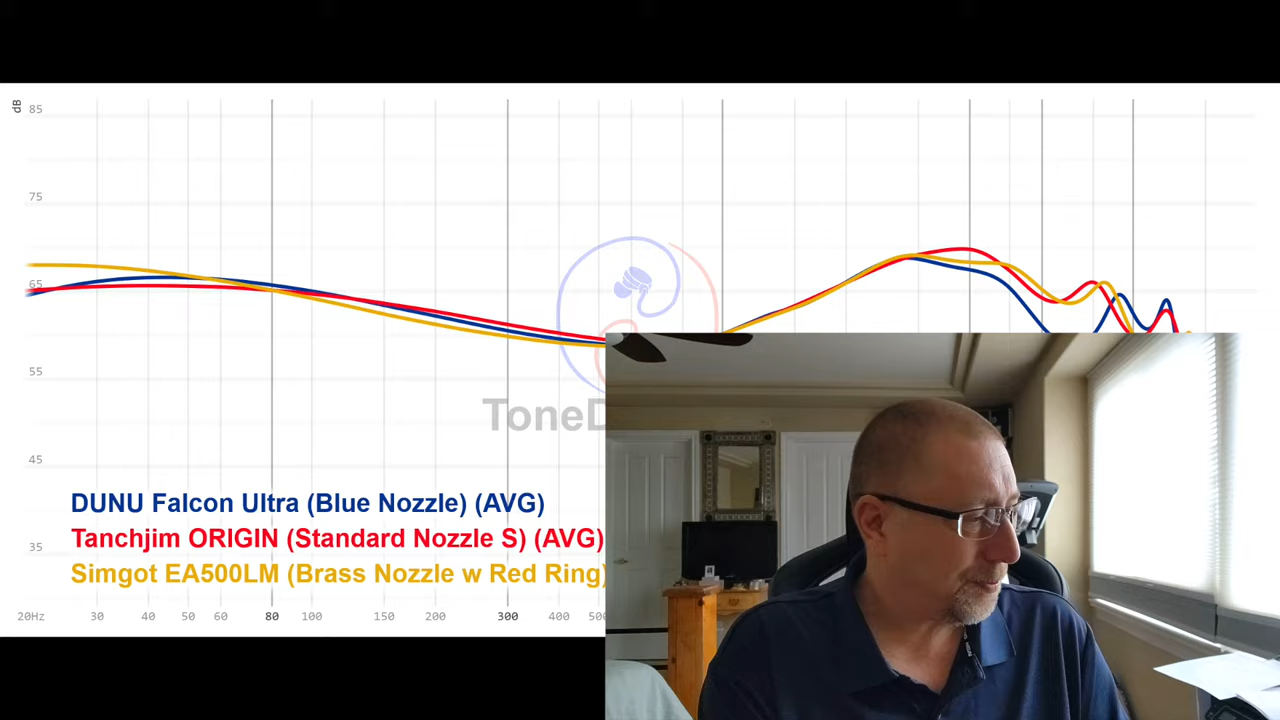 dB
85
75
65
55
45
35
ToneD
DUNU Falcon Ultra (Blue Nozzle) (AVG)
Tanchjim ORIGIN (Standard Nozzle S) (AVG)
Simgot EA500LM (Brass Nozzle w Red Ring)
20Hz 30 40 50 60 80 100 150 200 300 400 500